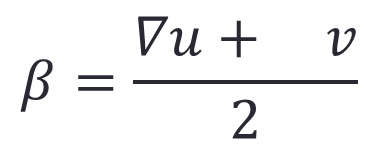 β = (∇u +   v) / 2